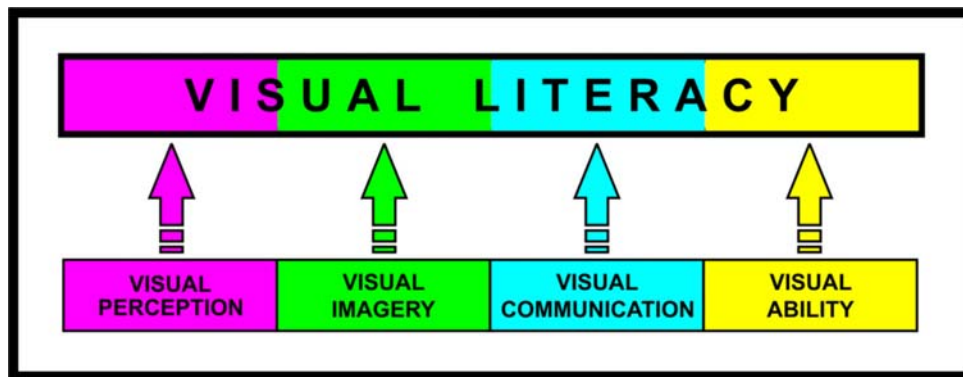 VISUAL LITERACY
VISUAL
PERCEPTION
VISUAL
IMAGERY
VISUAL
COMMUNICATION
VISUAL
ABILITY